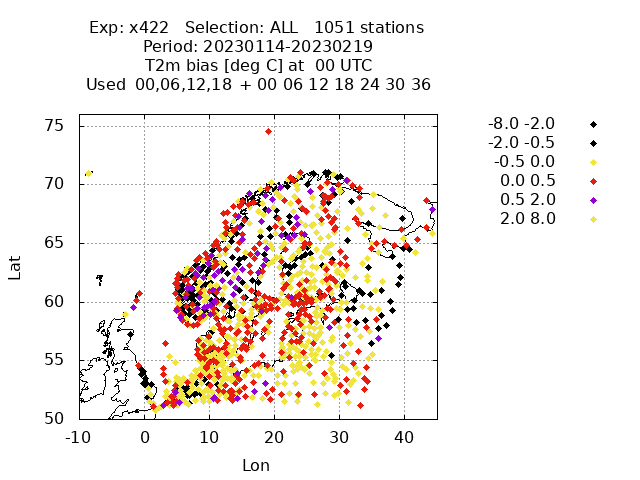 Exp: x422 Selection: ALL 1051 stations
Period: 20230114-20230219
T2m bias [deg C] at 00 UTC
Used 00,06,12,18 + 00 06 12 18 24 30 36
-8.0 -2.0
-2.0 -0.5
-0.5 0.0
0.0 0.5
0.5 2.0
2.0 8.0
75
70
65
60
55
50
Lat
-10 0 10 20 30 40
Lon